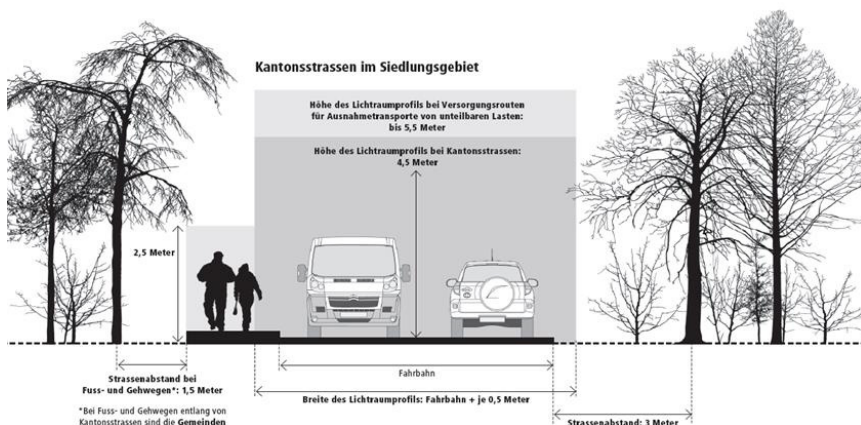 Kantonsstrassen im Siedlungsgebiet
Höhe des Lichtraumprofils bei Versorgungsrouten
für Ausnahmetransporte von unteilbaren Lasten:
bis 5,5 Meter
Höhe des Lichtraumprofils bei Kantonsstrassen:
4,5 Meter
2,5 Meter
Fahrbahn
Strassenabstand bei
Fuss- und Gehwegen*: 1,5 Meter
Breite des Lichtraumprofils: Fahrbahn + je 0,5 Meter
*Bei Fuss- und Gehwegen entlang von
Kantonsstrassen sind die Gemeinden
Strassenabstand: 3 Meter